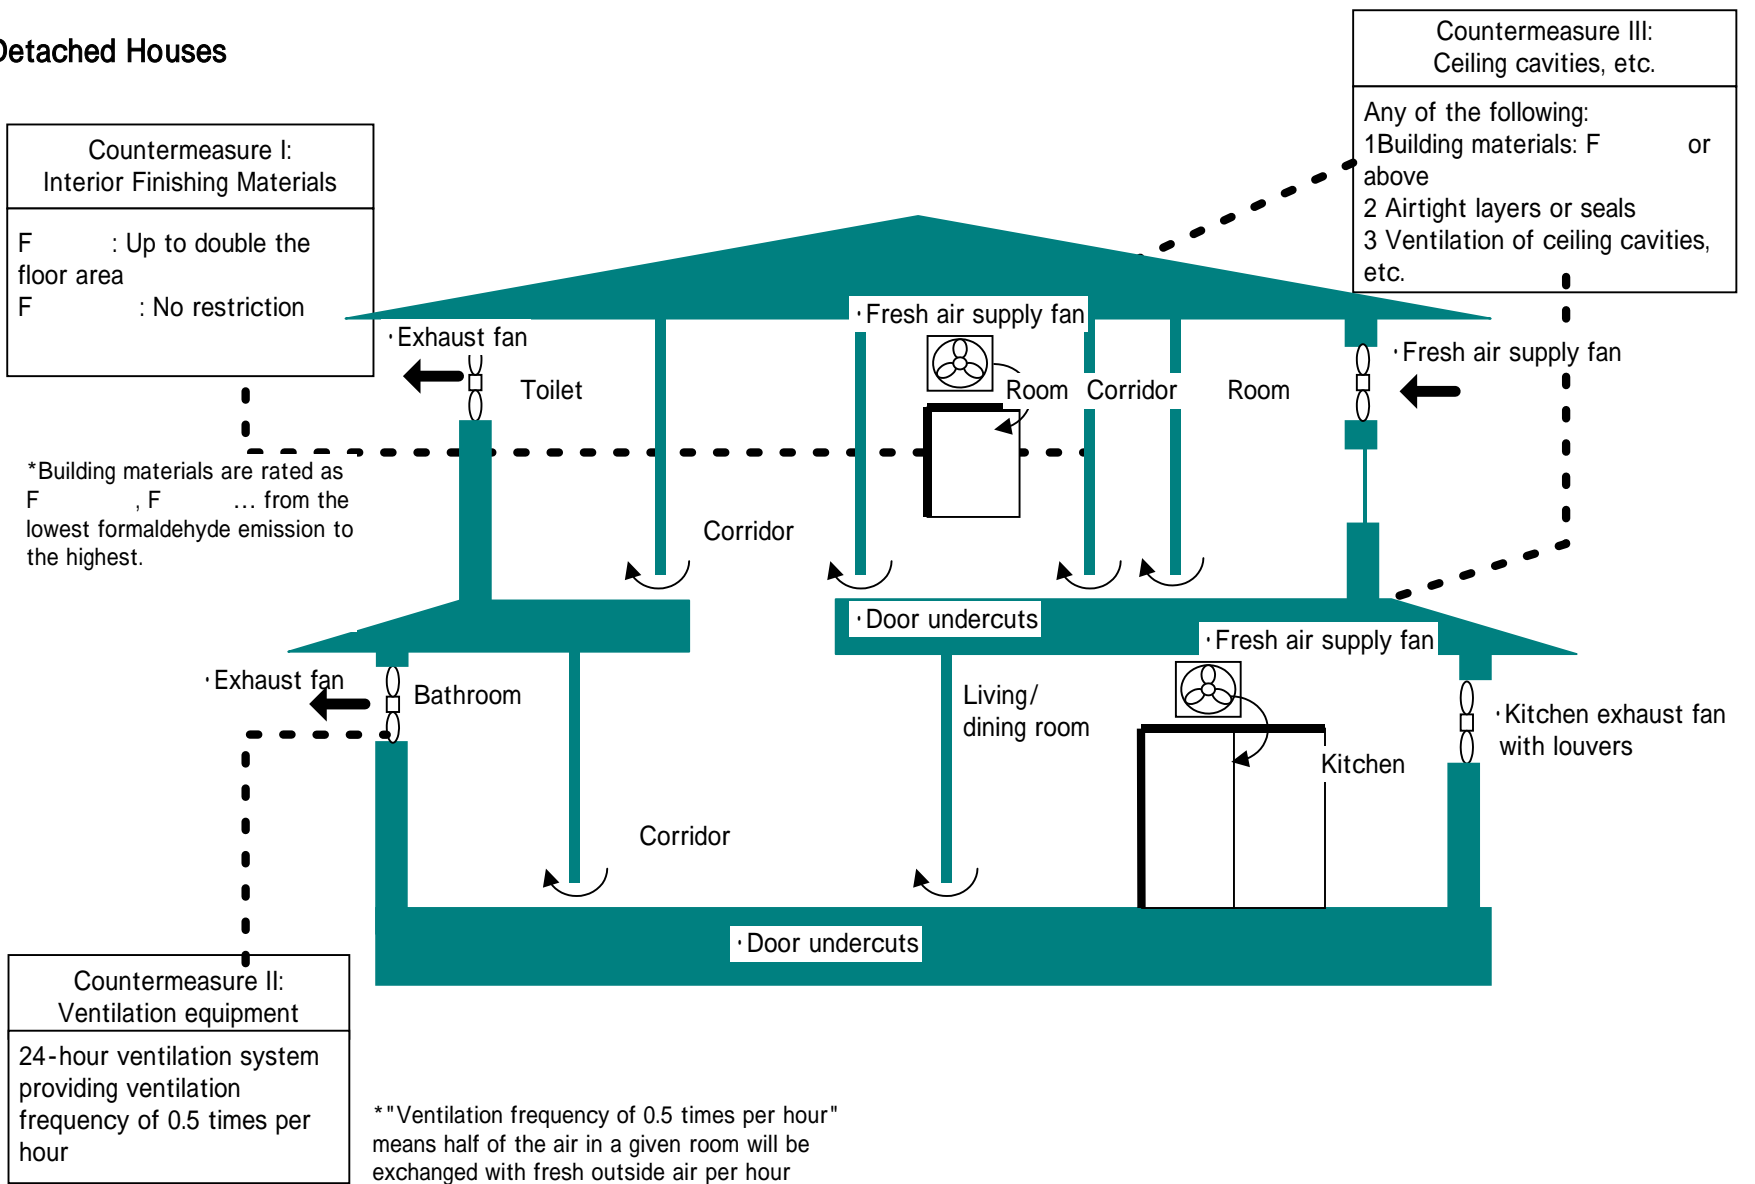 Detached Houses
Countermeasure III:
Ceiling cavities, etc.
Any of the following:
1Building materials: F or
above
2 Airtight layers or seals
3 Ventilation of ceiling cavities,
etc.
Countermeasure I:
Interior Finishing Materials
F : Up to double the
floor area
F : No restriction
·Fresh air supply fan
·Exhaust fan
·Fresh air supply fan
Toilet
Room
Corridor
Room
*Building materials are rated as
F , F … from the
lowest formaldehyde emission to
the highest.
Corridor
·Door undercuts
·Fresh air supply fan
·Exhaust fan
Bathroom
Living/
dining room
·Kitchen exhaust fan
with louvers
Kitchen
Corridor
·Door undercuts
Countermeasure II:
Ventilation equipment
24-hour ventilation system
providing ventilation
frequency of 0.5 times per
hour
*"Ventilation frequency of 0.5 times per hour"
means half of the air in a given room will be
exchanged with fresh outside air per hour